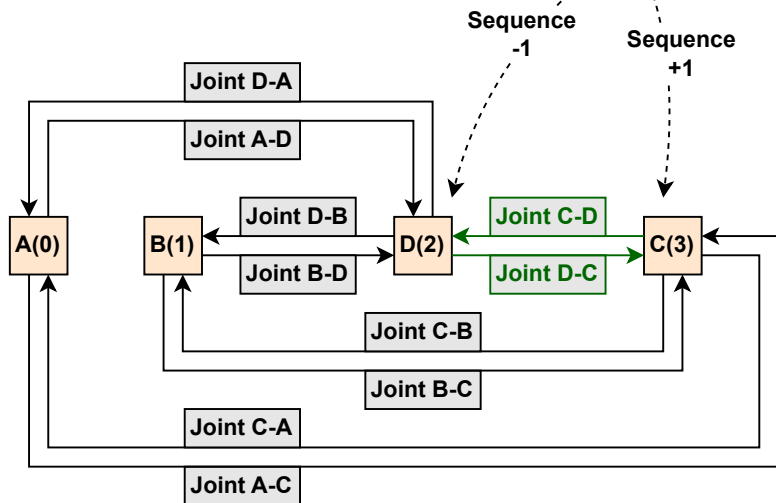 Sequence
-1
Sequence
+1
Joint D-A
Joint A-D
Joint D-B
Joint C-D
A(0)
B(1)
D(2)
C(3)
Joint B-D
Joint D-C
Joint C-B
Joint B-C
Joint C-A
Joint A-C